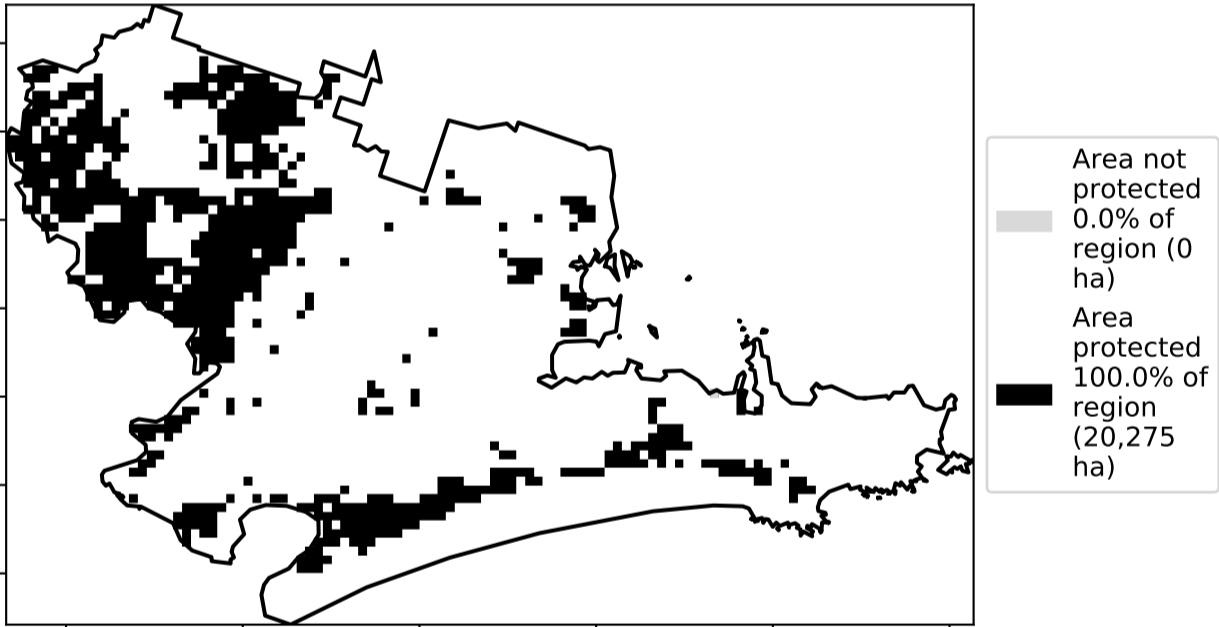 Area not
protected
0.0% of
region (0
ha)
Area
protected
100.0% of
region
(20,275
ha)